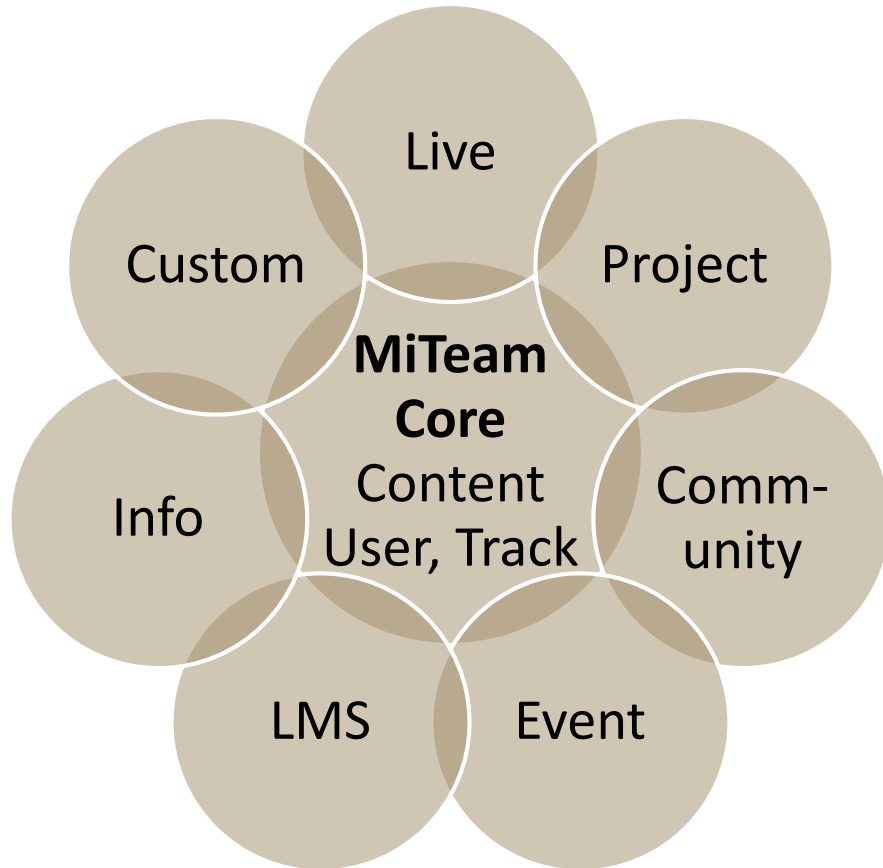 Live
Custom
Project
MiTeam
Core
Content
User, Track
Info
Comm-
unity
LMS
Event